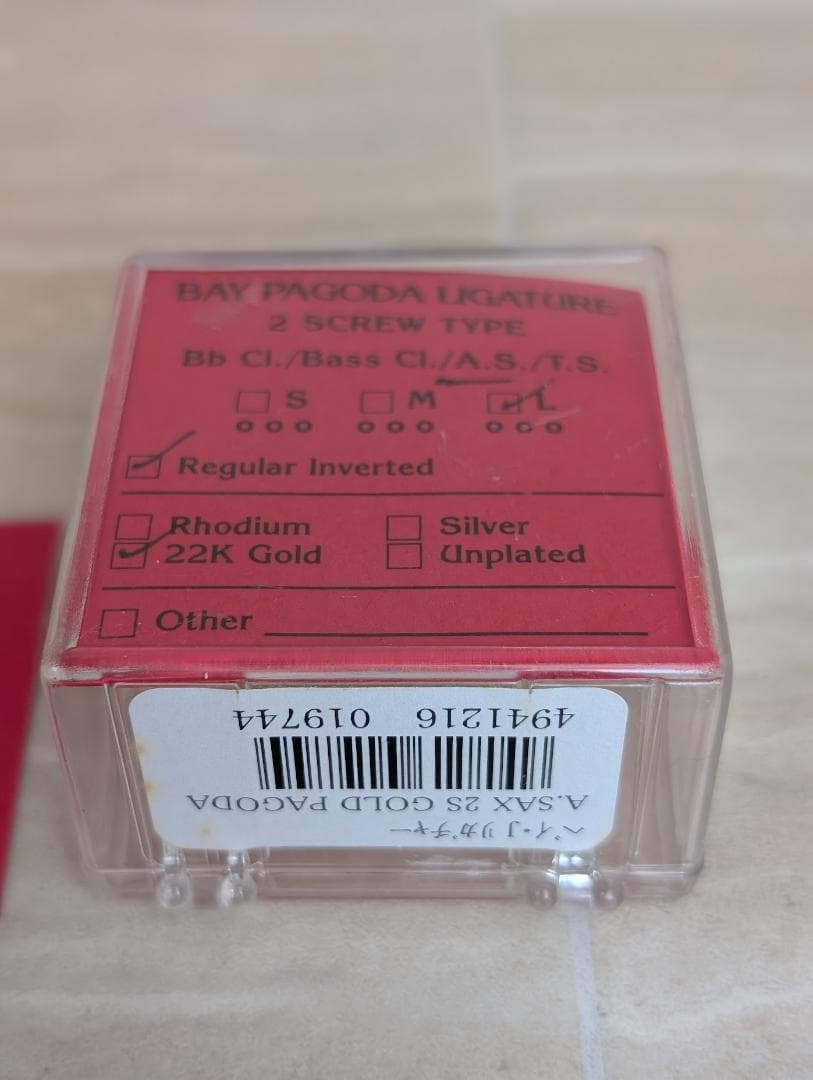 BAY PAGODA LIGATURE
2 SCREW TYPE
Bb Cl./Bass Cl./A.S./T.S.
S M L
Regular Inverted
Rhodium Silver
22K Gold Unplated
Other
ベイ・J リガチャー
A.SAX 2S GOLD PAGODA
4941216 019744